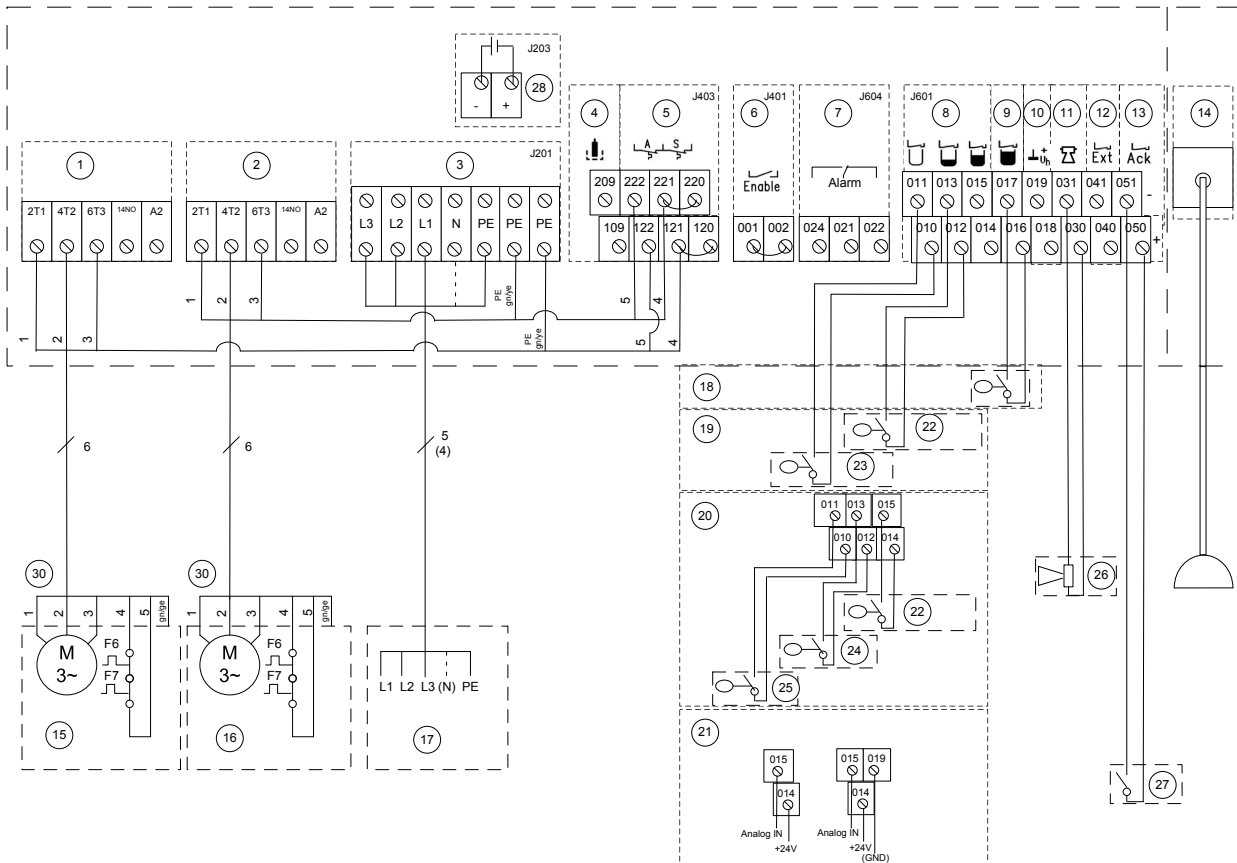 J203
28
- +
1
2
3
J201
4
5
J403
A S
6
J401
Enable
7
J604
Alarm
J601
8
9
10
11
12
13
14
+
Uh
Ext
Ack
2T1 4T2 6T3 14NO A2
2T1 4T2 6T3 14NO A2
L3 L2 L1 N PE PE PE
209 222 221 220
109 122 121 120
001 002
024 021 022
011 013 015 017 019 031 041 051 -
010 012 014 016 018 030 040 050 +
1 2 3
1 2 3
PE gn/ye
PE gn/ye
5 4
5 4
6
6
5
(4)
18
19
22
23
20
011 013 015
010 012 014
22
24
25
26
27
30
1 2 3 4 5 gn/ge
M
3~
F6
F7
15
30
1 2 3 4 5 gn/ge
M
3~
F6
F7
16
L1 L2 L3 (N) PE
17
21
015
014
Analog IN
+24V
015 019
014
Analog IN
+24V
(GND)